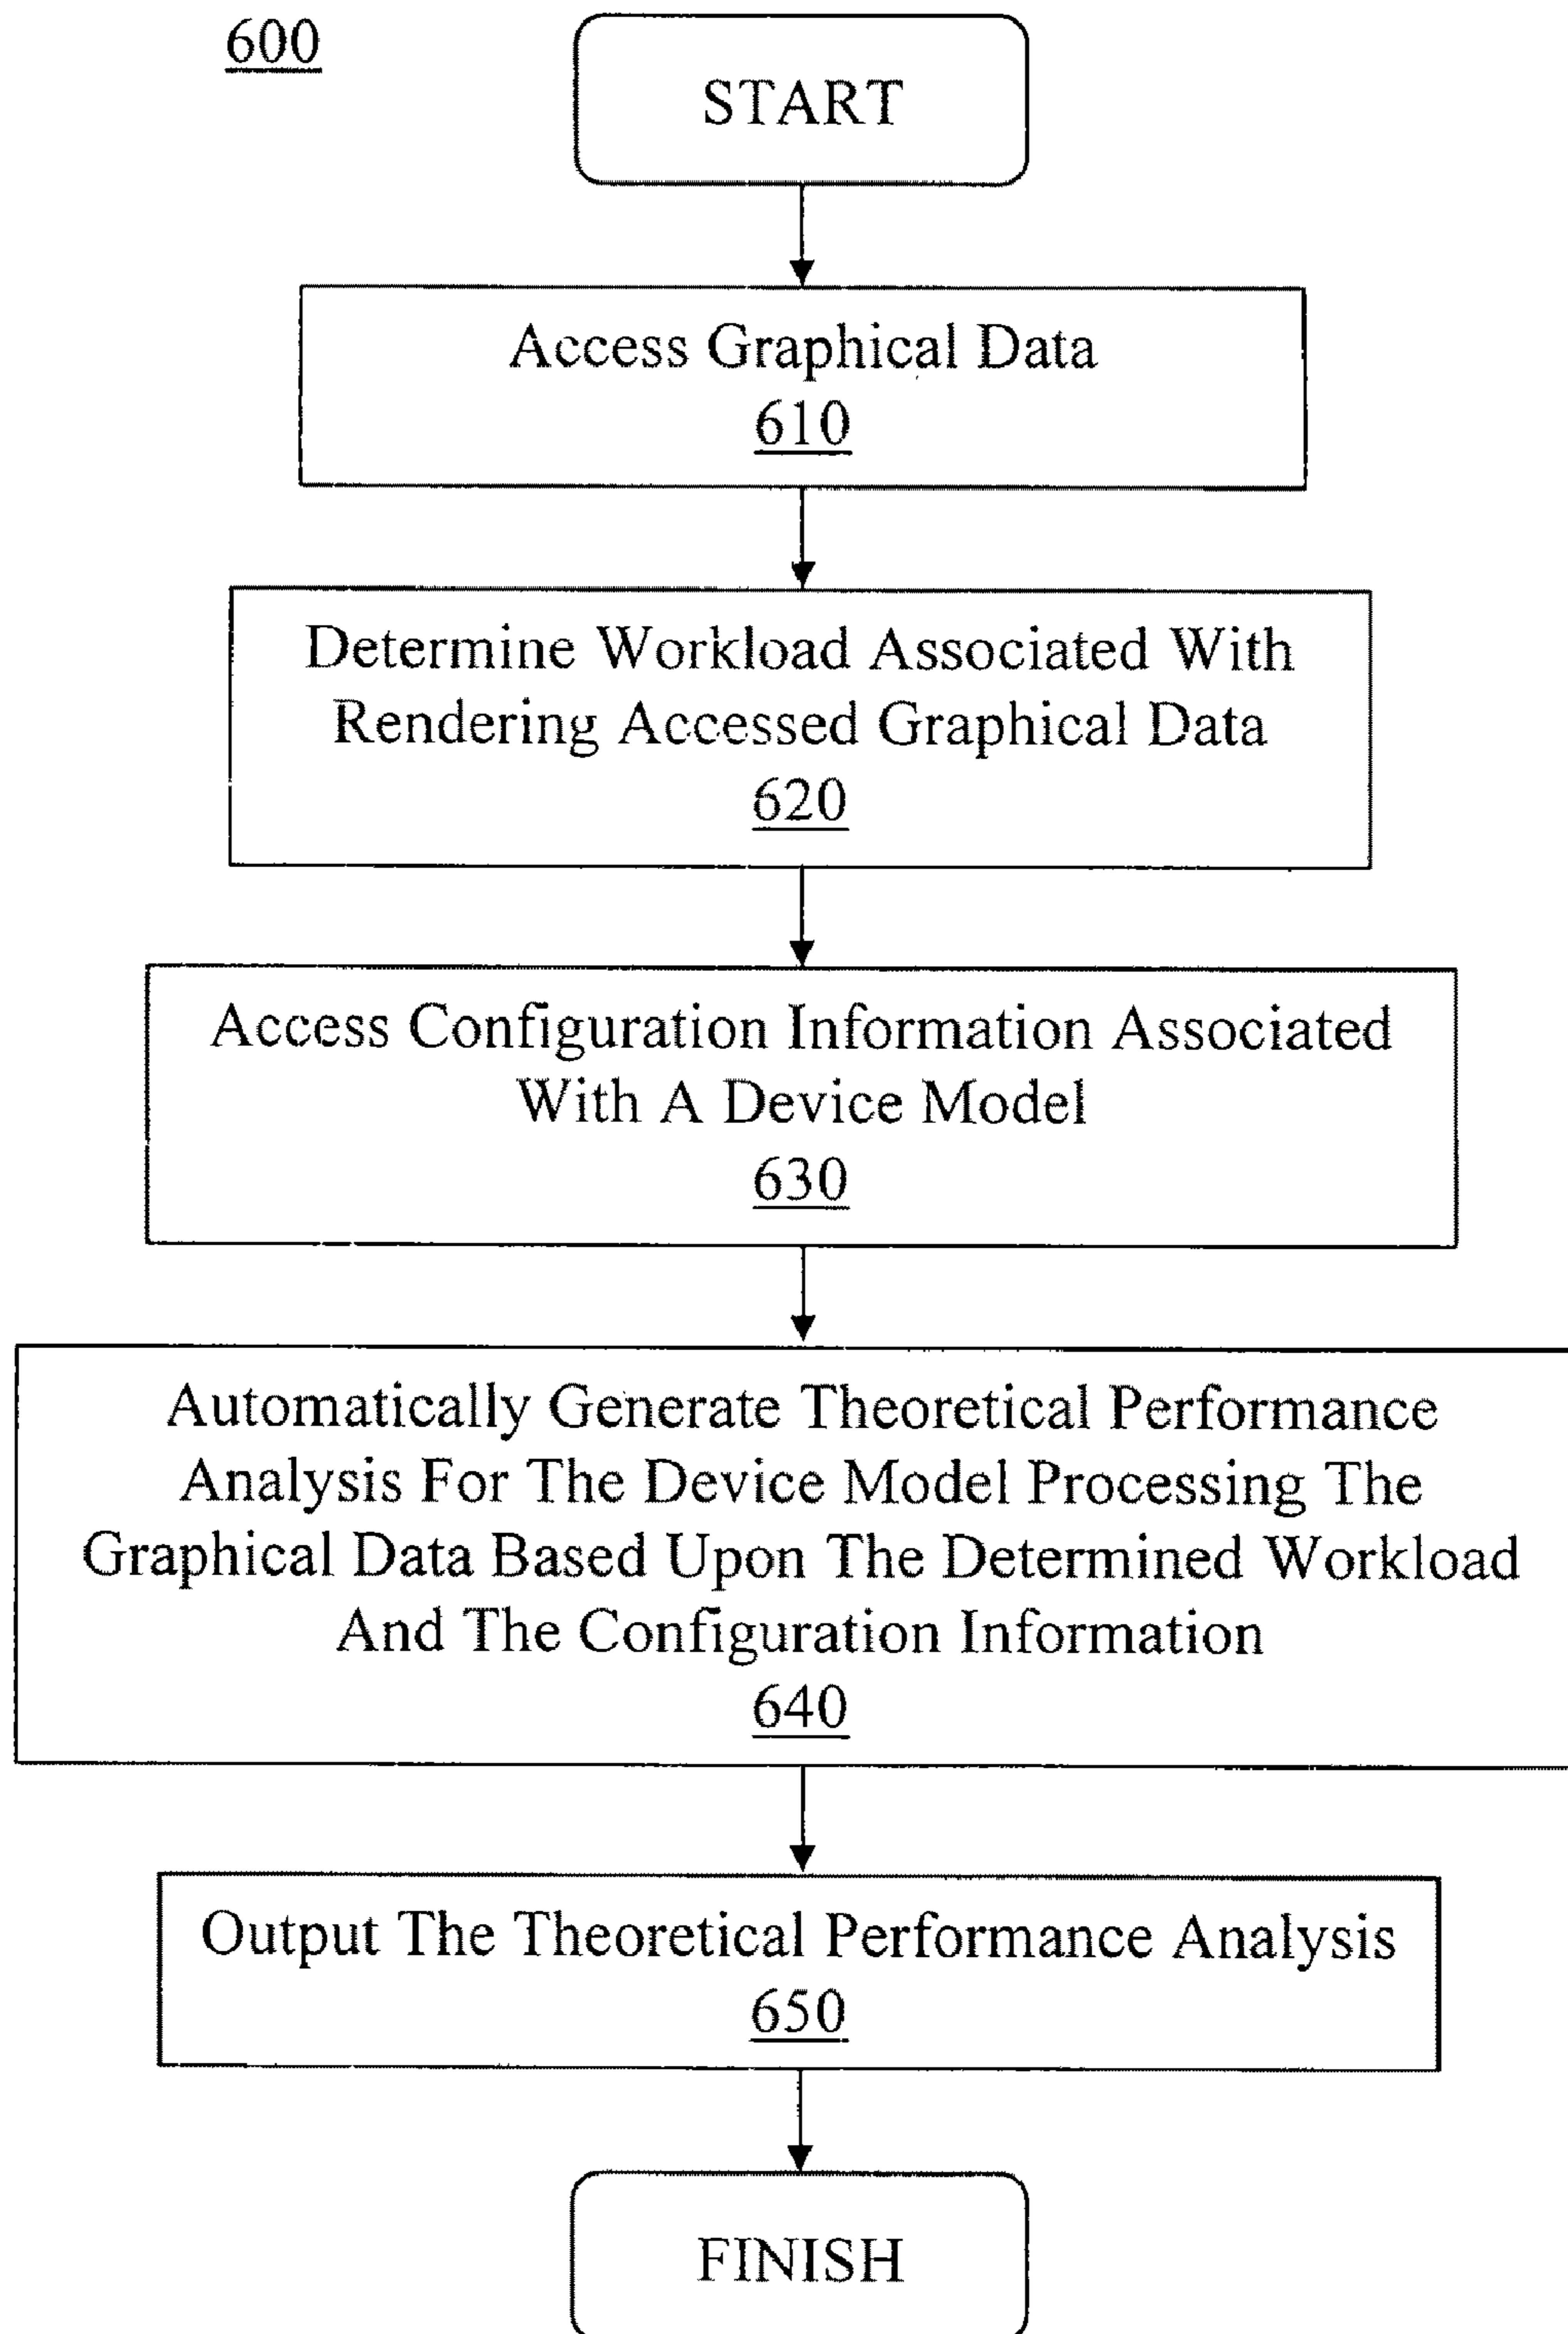 600
START
Access Graphical Data
610
Determine Workload Associated With
Rendering Accessed Graphical Data
620
Access Configuration Information Associated
With A Device Model
630
Automatically Generate Theoretical Performance
Analysis For The Device Model Processing The
Graphical Data Based Upon The Determined Workload
And The Configuration Information
640
Output The Theoretical Performance Analysis
650
FINISH